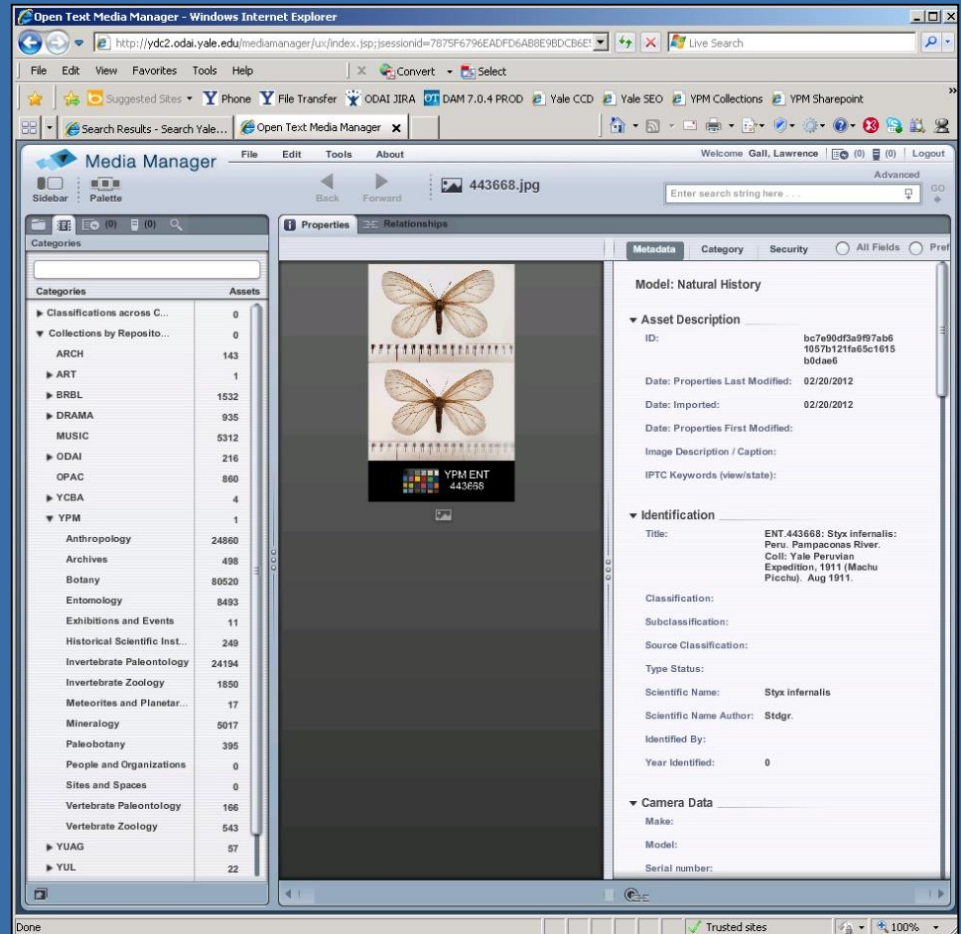 Open Text Media Manager - Windows Internet Explorer
http://ydc2.odai.yale.edu/mediamanager/ux/index.jsp;jsessionid=7875F6796EADFD6AB8E9BDCB6E!
Live Search
File Edit View Favorites Tools Help
Convert
Select
Suggested Sites
Phone
File Transfer
ODAI JIRA
DAM 7.0.4 PROD
Yale CCD
Yale SEO
YPM Collections
YPM Sharepoint
Search Results - Search Yale...
Open Text Media Manager
Media Manager
File Edit Tools About
Welcome Gall, Lawrence (0) (0) Logout
Sidebar Palette
Back Forward
443668.jpg
Advanced
Enter search string here . . .
GO
(0) (0)
Properties Relationships
Categories
Categories Assets
Classifications across C... 0
Collections by Reposito... 0
ARCH 143
ART 1
BRBL 1532
DRAMA 935
MUSIC 5312
ODAI 216
OPAC 860
YCBA 4
YPM 1
Anthropology 24860
Archives 498
Botany 80520
Entomology 8493
Exhibitions and Events 11
Historical Scientific Inst... 249
Invertebrate Paleontology 24194
Invertebrate Zoology 1850
Meteorites and Planetar... 17
Mineralogy 5017
Paleobotany 395
People and Organizations 0
Sites and Spaces 0
Vertebrate Paleontology 166
Vertebrate Zoology 543
YUAG 57
YUL 22
YPM ENT
443668
Metadata Category Security All Fields Pref
Model: Natural History
Asset Description
ID: bc7e90df3a9f97ab6
1057b121fa65c1615
b0dae6
Date: Properties Last Modified: 02/20/2012
Date: Imported: 02/20/2012
Date: Properties First Modified:
Image Description / Caption:
IPTC Keywords (view/state):
Identification
Title: ENT.443668: Styx infernalis:
Peru. Pampaconas River.
Coll: Yale Peruvian
Expedition, 1911 (Machu
Picchu). Aug 1911.
Classification:
Subclassification:
Source Classification:
Type Status:
Scientific Name: Styx infernalis
Scientific Name Author: Stdgr.
Identified By:
Year Identified: 0
Camera Data
Make:
Model:
Serial number:
Done
Trusted sites
100%